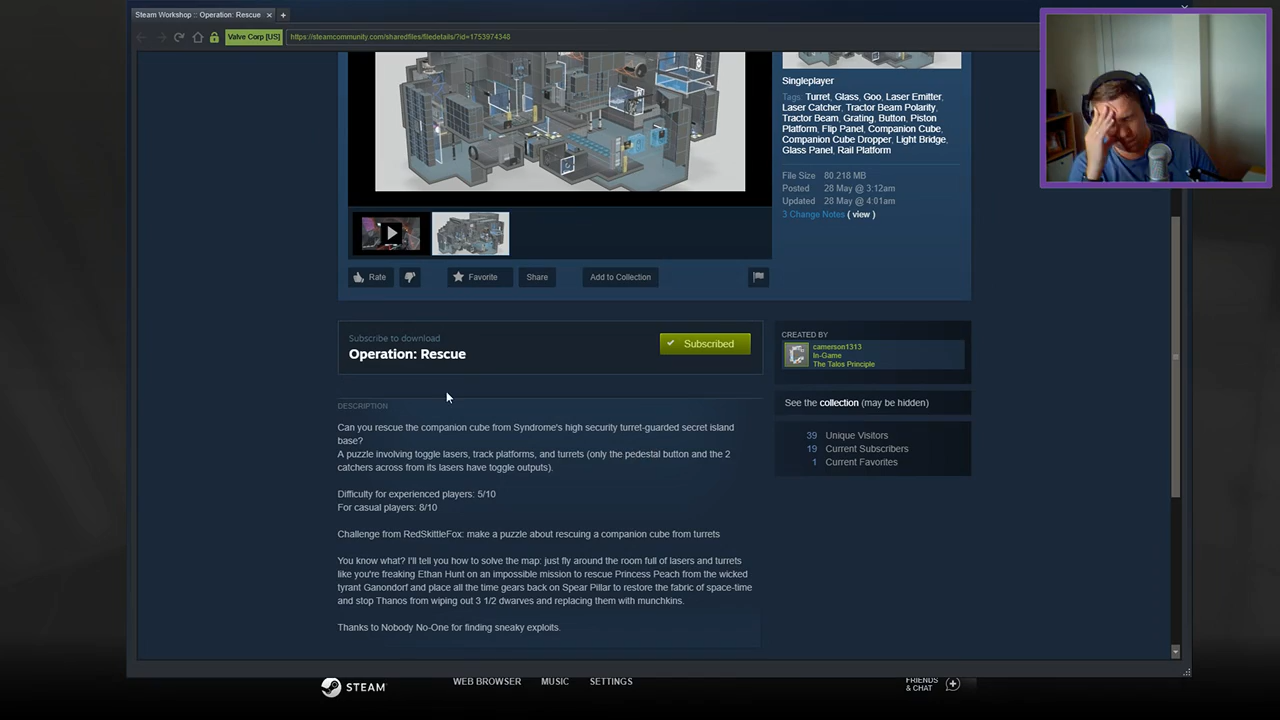 Steam Workshop :: Operation: Rescue
Valve Corp [US]
https://steamcommunity.com/sharedfiles/filedetails/?id=1753974348
Singleplayer
Tags: Turret, Glass, Goo, Laser Emitter,
Laser Catcher, Tractor Beam Polarity,
Tractor Beam, Grating, Button, Piston
Platform, Flip Panel, Companion Cube,
Companion Cube Dropper, Light Bridge,
Glass Panel, Rail Platform
File Size 80.218 MB
Posted 28 May @ 3:12am
Updated 28 May @ 4:01am
3 Change Notes ( view )
Rate
Favorite
Share
Add to Collection
Subscribe to download
Operation: Rescue
Subscribed
CREATED BY
camerson1313
In-Game
The Talos Principle
See the collection (may be hidden)
39 Unique Visitors
19 Current Subscribers
1 Current Favorites
DESCRIPTION
Can you rescue the companion cube from Syndrome's high security turret-guarded secret island
base?
A puzzle involving toggle lasers, track platforms, and turrets (only the pedestal button and the 2
catchers across from its lasers have toggle outputs).
Difficulty for experienced players: 5/10
For casual players: 8/10
Challenge from RedSkittleFox: make a puzzle about rescuing a companion cube from turrets
You know what? I'll tell you how to solve the map: just fly around the room full of lasers and turrets
like you're freaking Ethan Hunt on an impossible mission to rescue Princess Peach from the wicked
tyrant Ganondorf and place all the time gears back on Spear Pillar to restore the fabric of space-time
and stop Thanos from wiping out 3 1/2 dwarves and replacing them with munchkins.
Thanks to Nobody No-One for finding sneaky exploits.
STEAM
WEB BROWSER
MUSIC
SETTINGS
FRIENDS
& CHAT